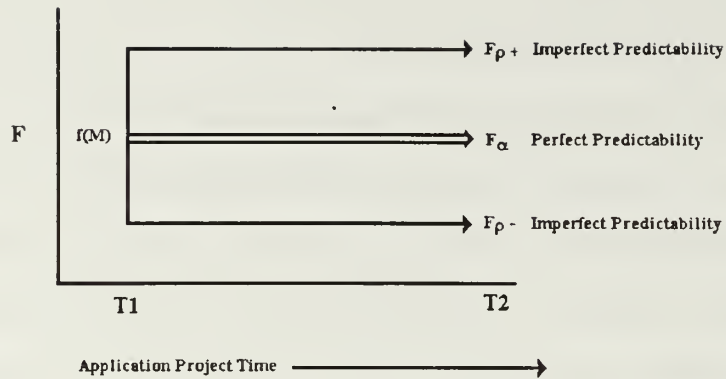 Fρ + Imperfect Predictability
F f(M) Fα Perfect Predictability
Fρ - Imperfect Predictability
T1 T2
Application Project Time